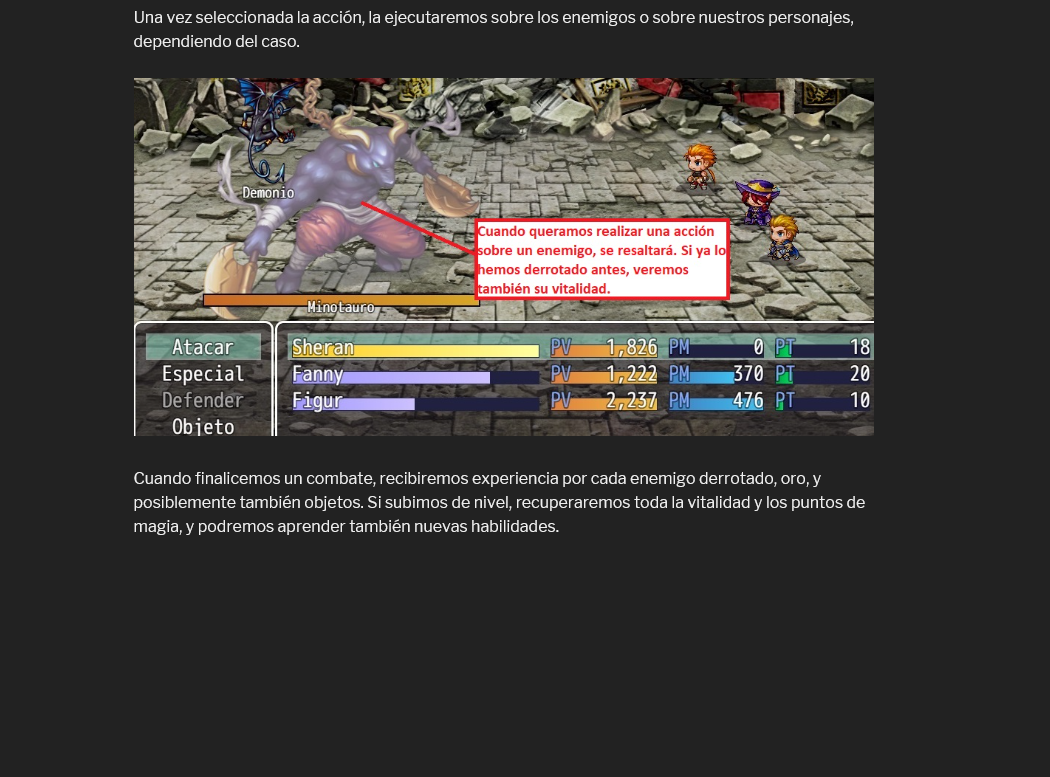 Una vez seleccionada la acción, la ejecutaremos sobre los enemigos o sobre nuestros personajes,
dependiendo del caso.
Demonio
Cuando queramos realizar una acción
sobre un enemigo, se resaltará. Si ya lo
hemos derrotado antes, veremos
también su vitalidad.
Minotauro
Atacar
Especial
Defender
Objeto
Sheran PV 1,826 PM 0 PT 18
Fanny PV 1,222 PM 370 PT 20
Figur PV 2,237 PM 476 PT 10
Cuando finalicemos un combate, recibiremos experiencia por cada enemigo derrotado, oro, y
posiblemente también objetos. Si subimos de nivel, recuperaremos toda la vitalidad y los puntos de
magia, y podremos aprender también nuevas habilidades.